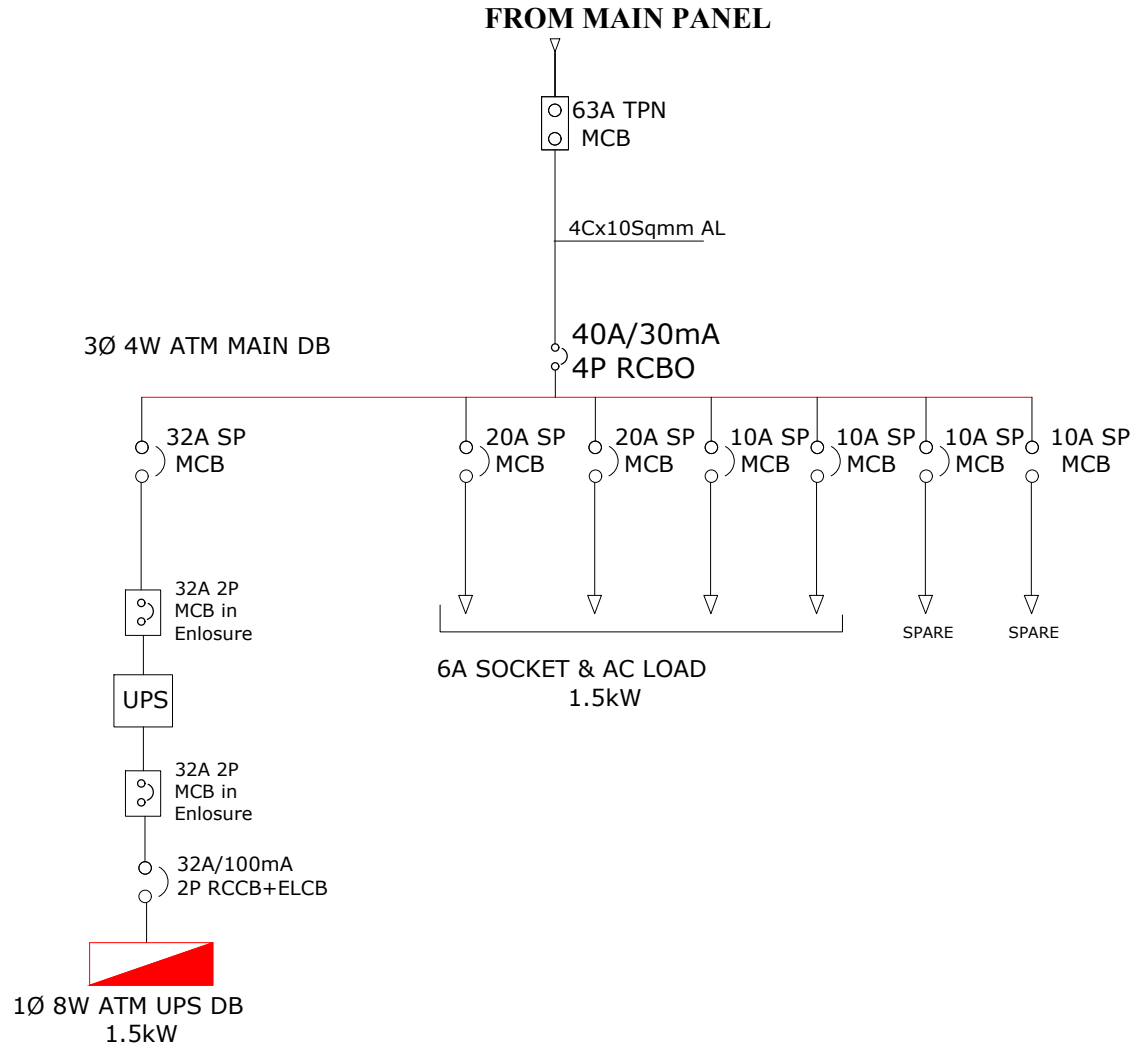 FROM MAIN PANEL
63A TPN
MCB
4Cx10Sqmm AL
40A/30mA
4P RCBO
3Ø 4W ATM MAIN DB
32A SP
MCB
20A SP
MCB
20A SP
MCB
10A SP
MCB
10A SP
MCB
10A SP
MCB
10A SP
MCB
32A 2P
MCB in
Enlosure
UPS
32A 2P
MCB in
Enlosure
32A/100mA
2P RCCB+ELCB
1Ø 8W ATM UPS DB
1.5kW
6A SOCKET & AC LOAD
1.5kW
SPARE
SPARE